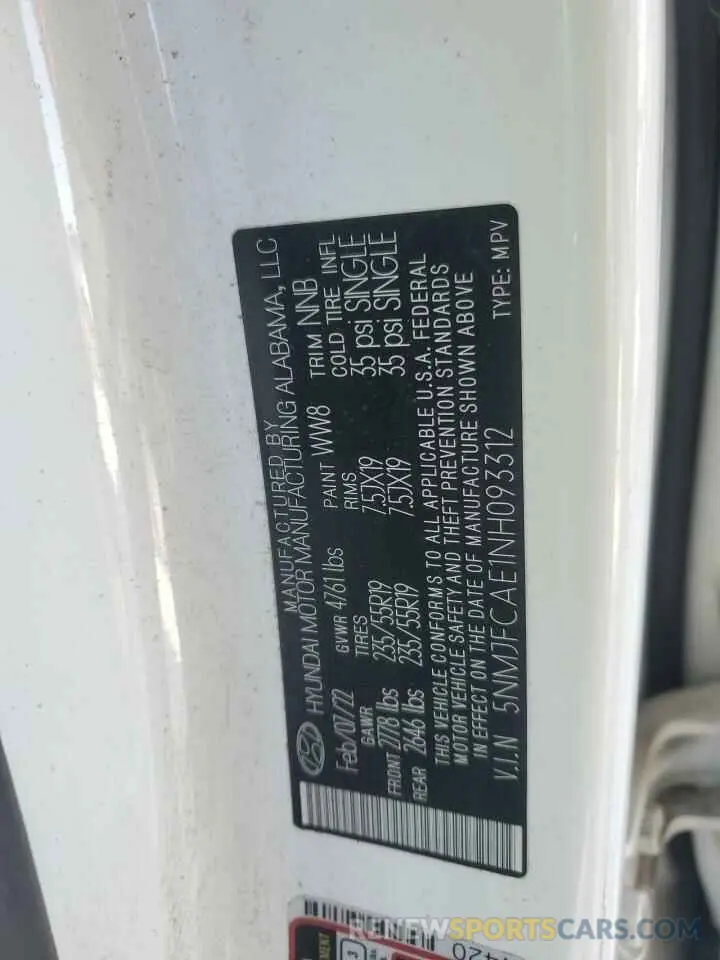 MANUFACTURED BY
HYUNDAI MOTOR MANUFACTURING ALABAMA, LLC
Feb/07/22 GVWR 4761 lbs PAINT WW8 TRIM NNB
GAWR TIRES RIMS COLD TIRE INFL
FRONT 2778 lbs 235/55R19 7.5JX19 35 psi SINGLE
REAR 2646 lbs 235/55R19 7.5JX19 35 psi SINGLE
THIS VEHICLE CONFORMS TO ALL APPLICABLE U.S.A. FEDERAL
MOTOR VEHICLE SAFETY AND THEFT PREVENTION STANDARDS
IN EFFECT ON THE DATE OF MANUFACTURE SHOWN ABOVE
V.I.N 5NMJFCAE1NH093312 TYPE: MPV
3
420
REVIEWSPORTSCARS.COM